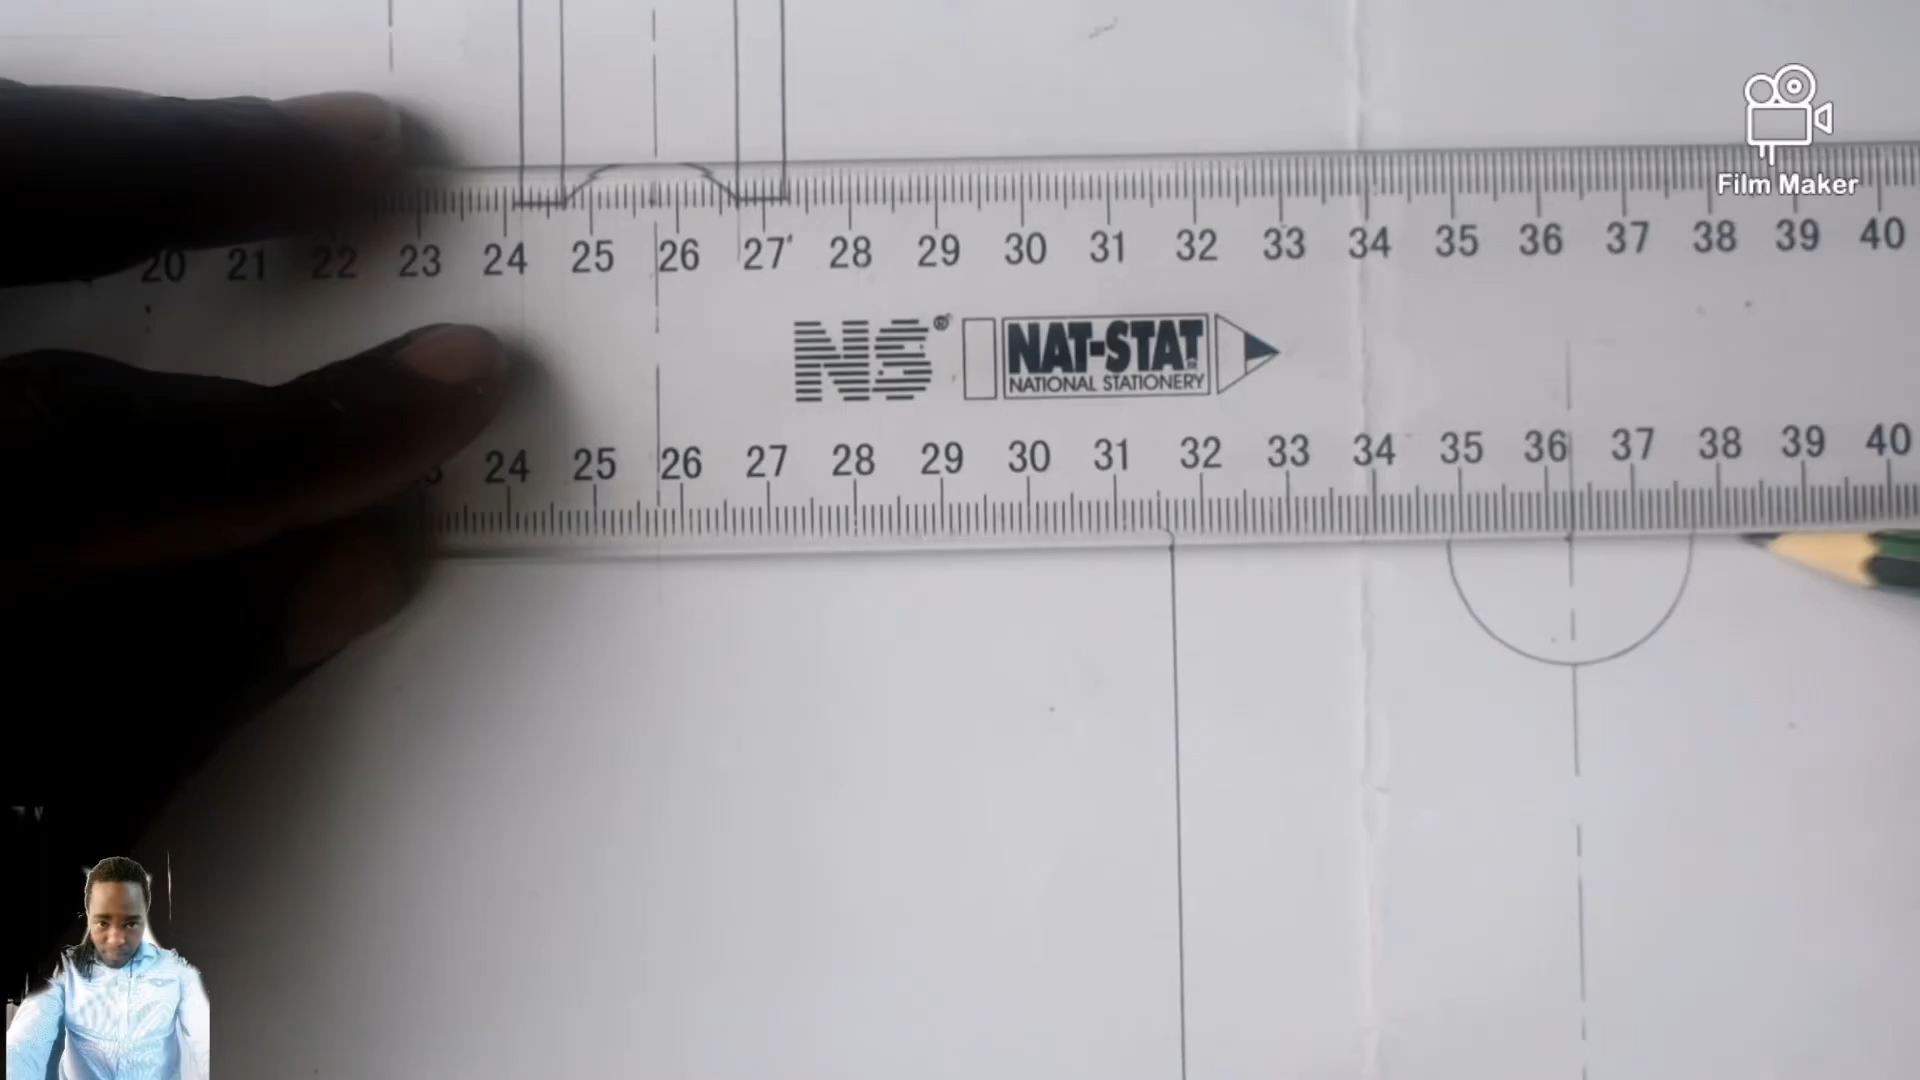 Film Maker
20 21 22 23 24 25 26 27 28 29 30 31 32 33 34 35 36 37 38 39 40
NS® NAT-STAT
NATIONAL STATIONERY
24 25 26 27 28 29 30 31 32 33 34 35 36 37 38 39 40